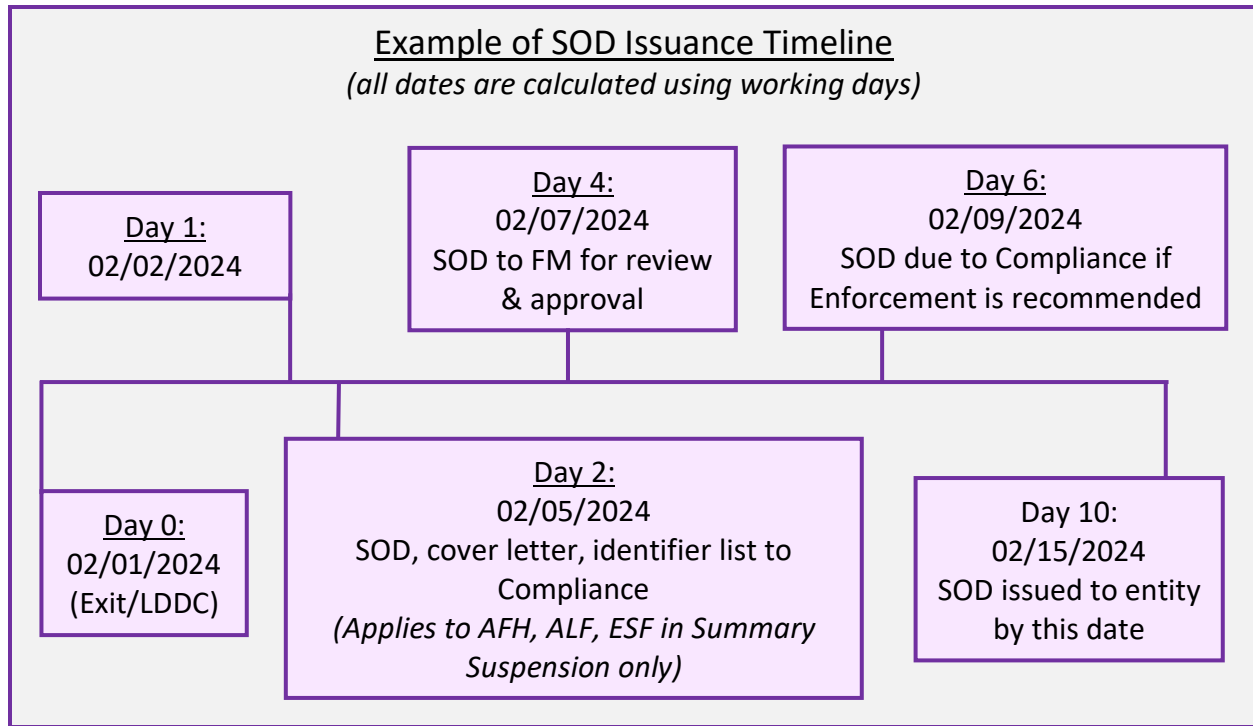 Example of SOD Issuance Timeline
(all dates are calculated using working days)
Day 1:
02/02/2024
Day 4:
02/07/2024
SOD to FM for review
& approval
Day 6:
02/09/2024
SOD due to Compliance if
Enforcement is recommended
Day 0:
02/01/2024
(Exit/LDDC)
Day 2:
02/05/2024
SOD, cover letter, identifier list to
Compliance
(Applies to AFH, ALF, ESF in Summary
Suspension only)
Day 10:
02/15/2024
SOD issued to entity
by this date